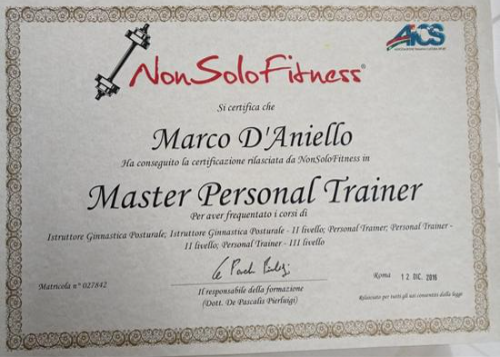 AICS
NonSoloFitness®
Si certifica che
Marco D'Aniello
Ha conseguito la certificazione rilasciata da NonSoloFitness in
Master Personal Trainer
Per aver frequentato i corsi di
Istruttore Ginnastica Posturale; Istruttore Ginnastica Posturale - II livello; Personal Trainer; Personal Trainer -
II livello; Personal Trainer - III livello
Matricola n° 027842
Il responsabile della formazione
(Dott. De Pascalis Pierluigi)
Roma 12 DIC. 2016
Rilasciato per tutti gli usi consentiti dalla legge